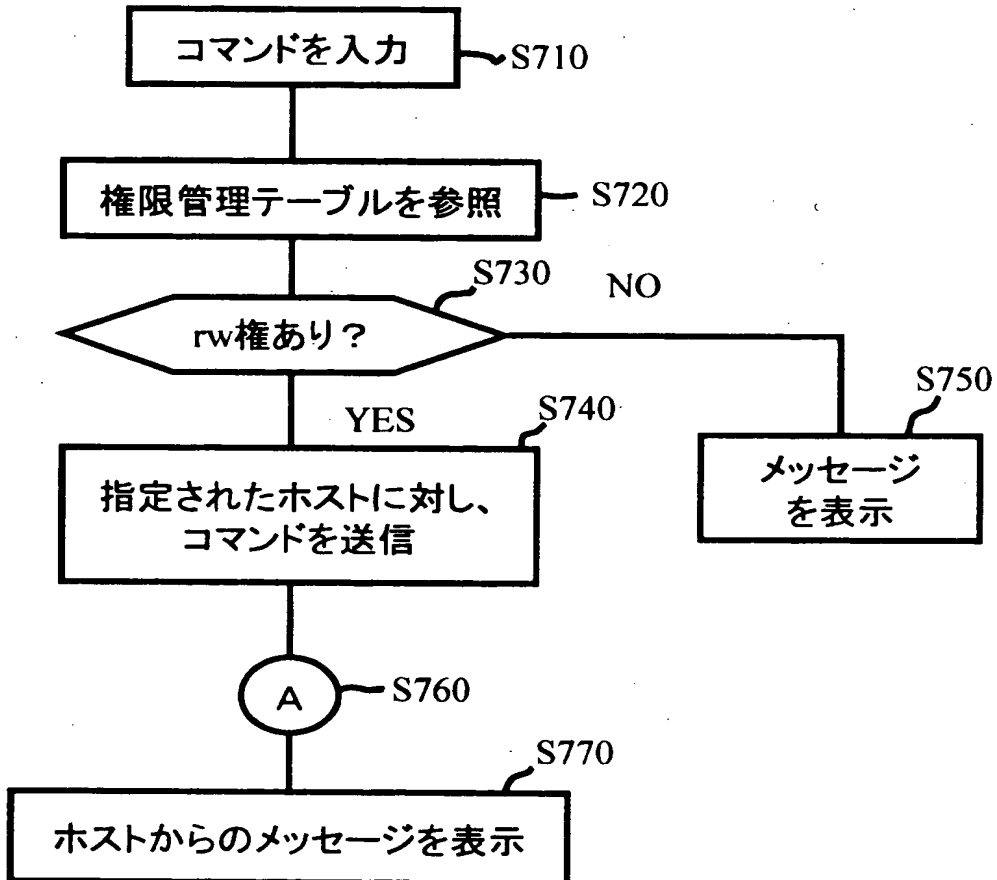 コマンドを入力
S710
権限管理テーブルを参照
S720
S730
NO
rw権あり?
S750
YES
S740
メッセージ
を表示
指定されたホストに対し、
コマンドを送信
A
S760
S770
ホストからのメッセージを表示